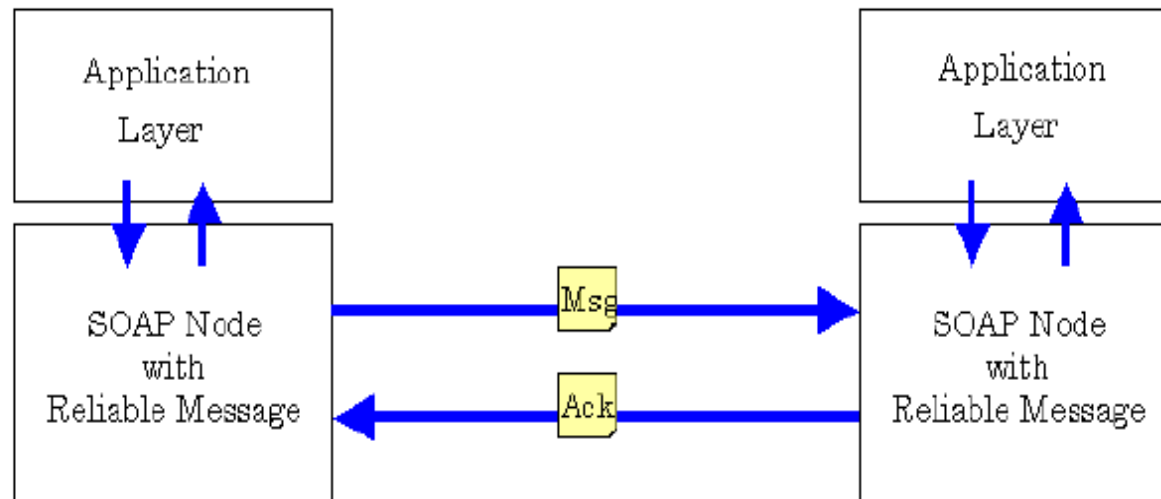 Application
Layer
Application
Layer
SOAP Node
with
Reliable Message
Msg
Ack
SOAP Node
with
Reliable Message